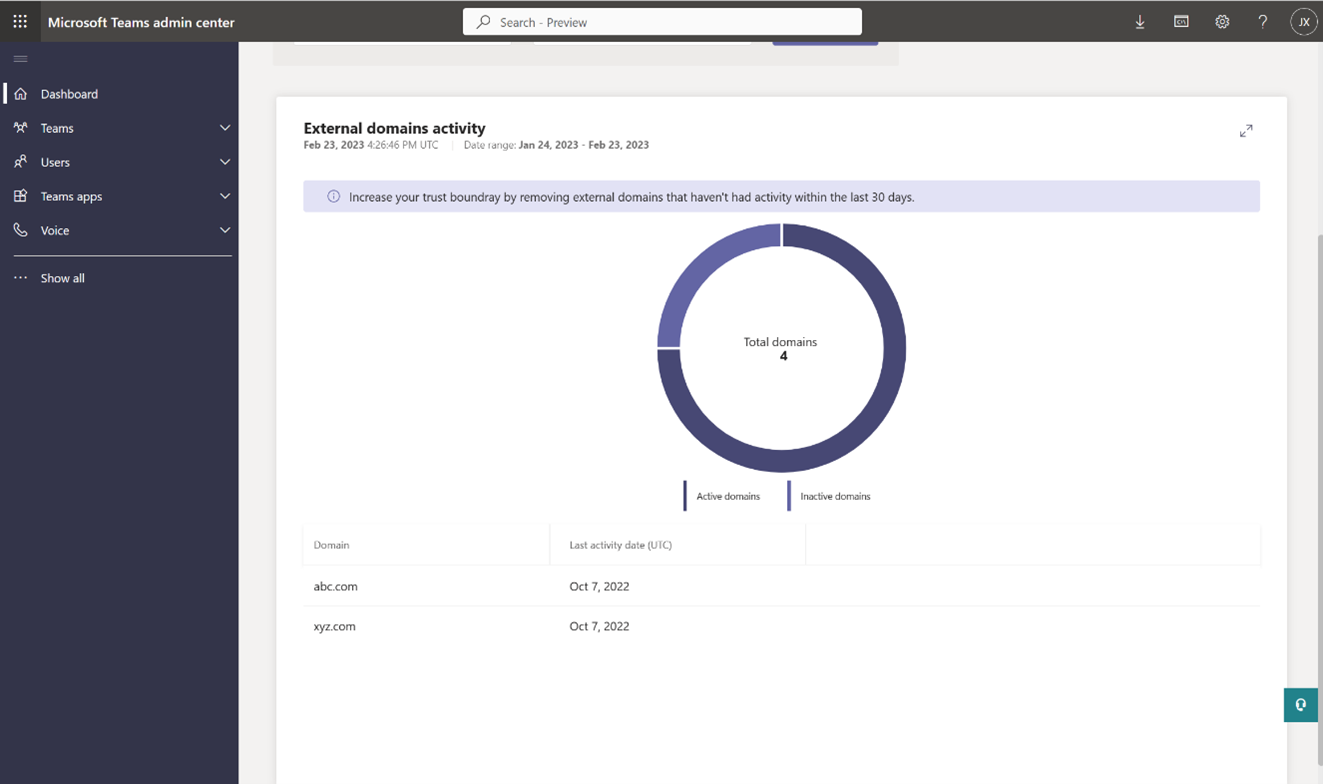 Microsoft Teams admin center
Search - Preview
JX
Dashboard
Teams
Users
Teams apps
Voice
Show all
External domains activity
Feb 23, 2023 4:26:46 PM UTC Date range: Jan 24, 2023 - Feb 23, 2023
Increase your trust boundray by removing external domains that haven't had activity within the last 30 days.
Total domains
4
Active domains Inactive domains
Domain Last activity date (UTC)
abc.com Oct 7, 2022
xyz.com Oct 7, 2022